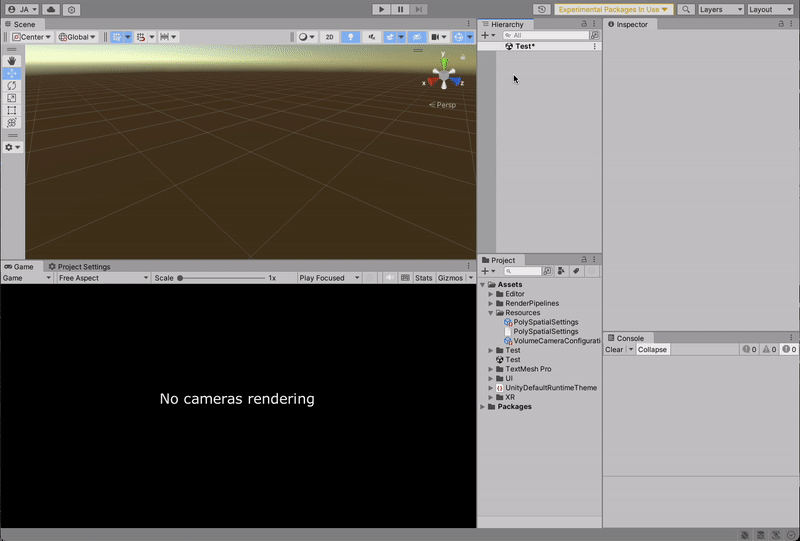 JA
Experimental Packages In Use
Layers
Layout
Scene
Center
Global
2D
y
x
z
Persp
Hierarchy
All
Test*
Inspector
Game
Project Settings
Game
Free Aspect
Scale
1x
Play Focused
Stats
Gizmos
No cameras rendering
Project
Assets
Editor
RenderPipelines
Resources
PolySpatialSettings
PolySpatialSettings
VolumeCameraConfigurati
Test
Test
TextMesh Pro
UI
UnityDefaultRuntimeTheme
XR
Packages
Console
Clear
Collapse
0
0
0